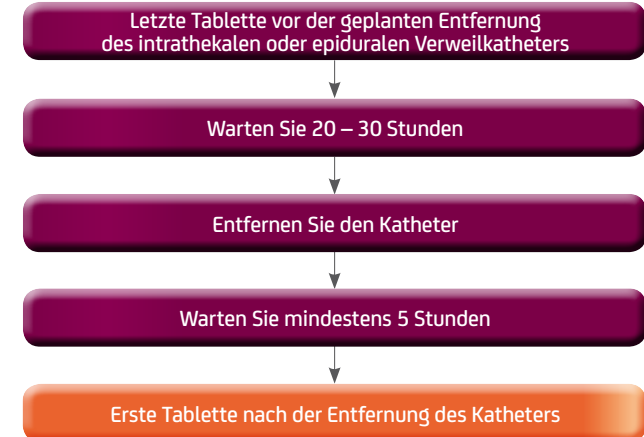 Letzte Tablette vor der geplanten Entfernung
des intrathekalen oder epiduralen Verweilkatheters
Warten Sie 20 – 30 Stunden
Entfernen Sie den Katheter
Warten Sie mindestens 5 Stunden
Erste Tablette nach der Entfernung des Katheters